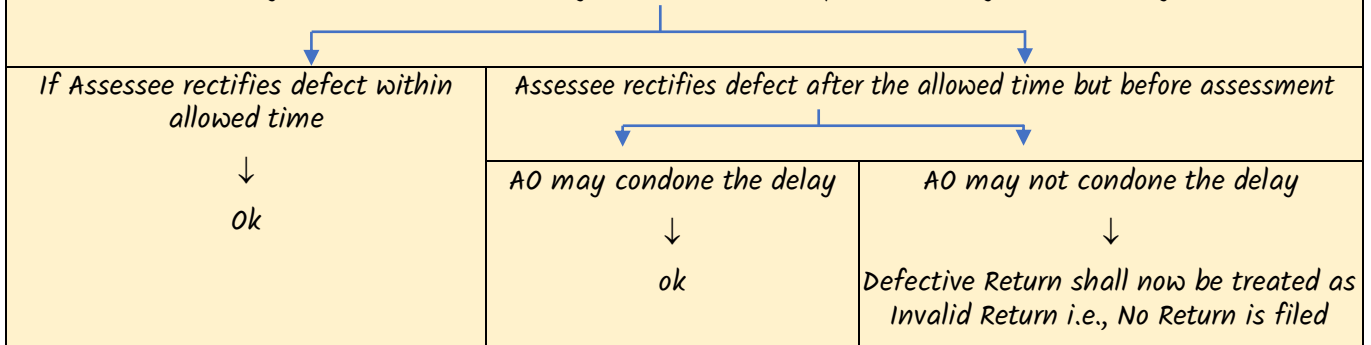 If Assessee rectifies defect within
allowed time
↓
Ok
Assessee rectifies defect after the allowed time but before assessment
AO may condone the delay
↓
ok
AO may not condone the delay
↓
Defective Return shall now be treated as
Invalid Return i.e., No Return is filed